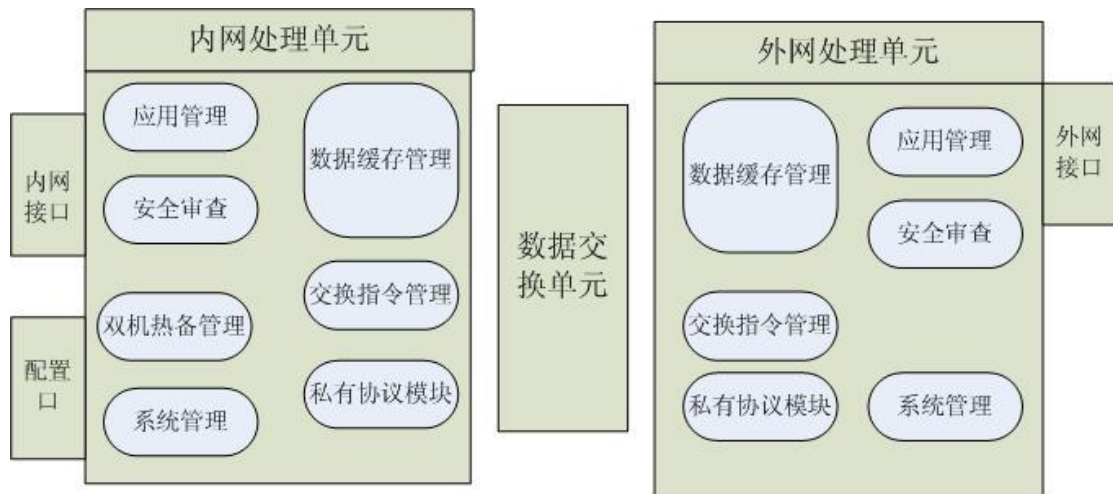 内网处理单元
应用管理
数据缓存管理
安全审查
交换指令管理
双机热备管理
私有协议模块
系统管理
内网
接口
配置
口
数据交
换单元
外网处理单元
数据缓存管理
应用管理
安全审查
交换指令管理
私有协议模块
系统管理
外网
接口